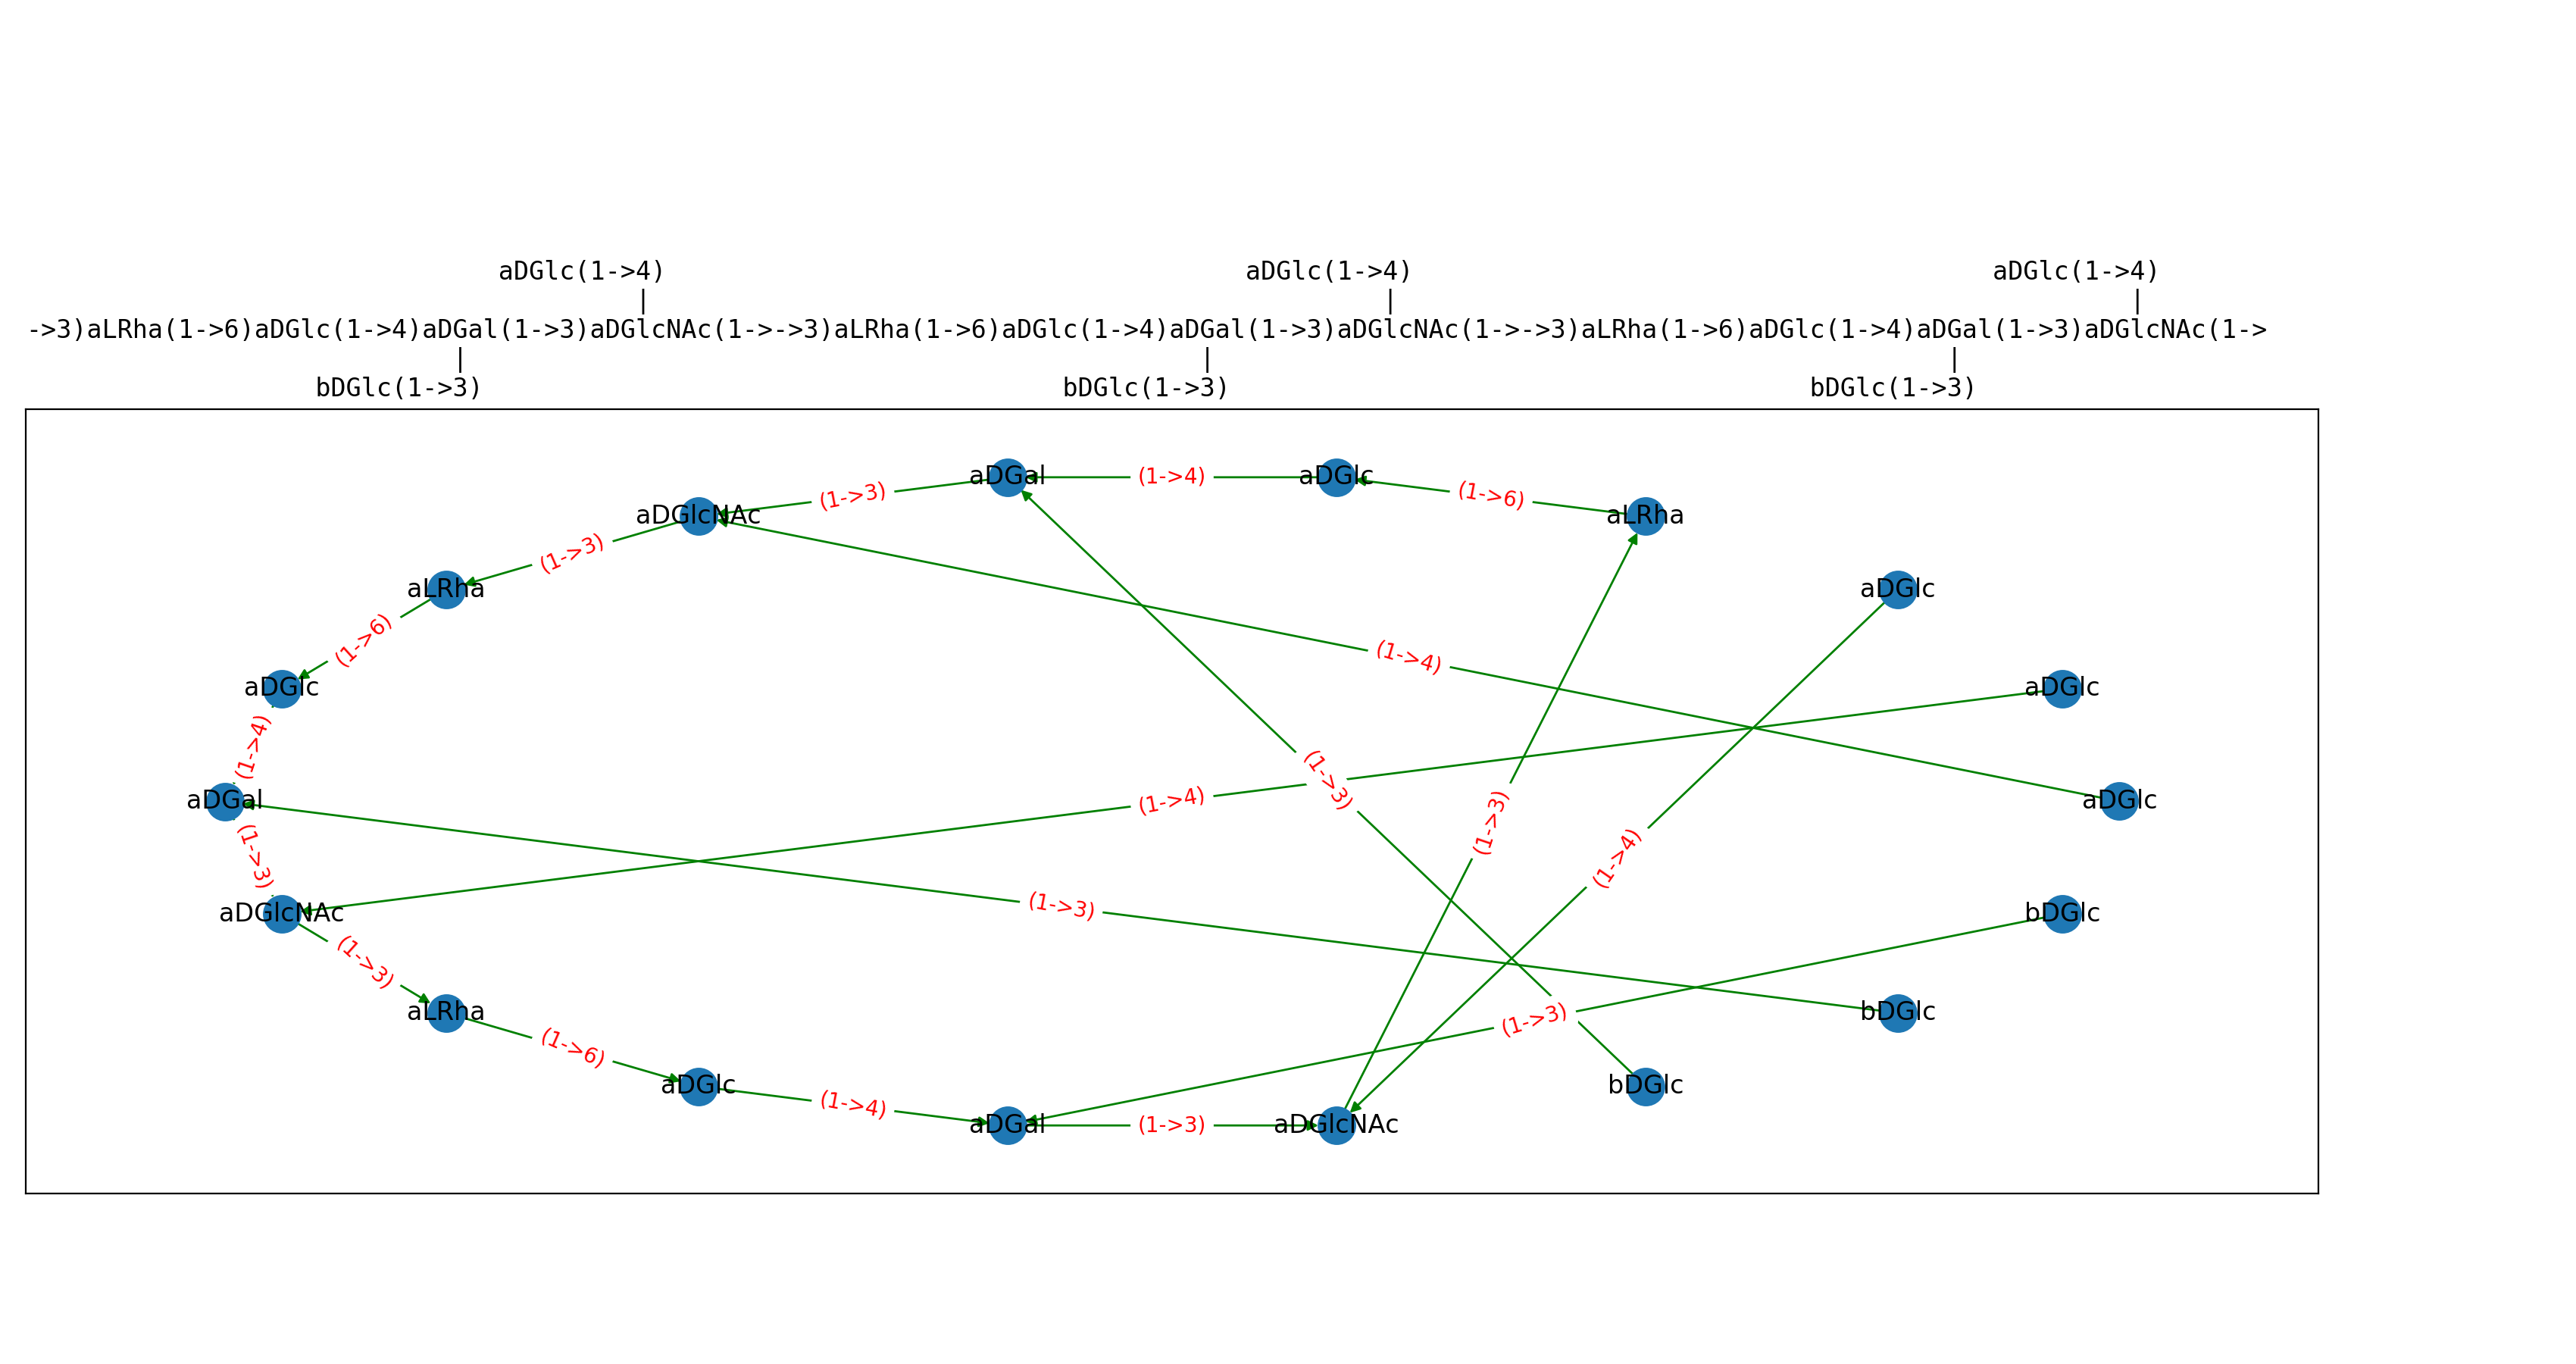 aDGlc(1->4) aDGlc(1->4) aDGlc(1->4)
| | |
->3)aLRha(1->6)aDGlc(1->4)aDGal(1->3)aDGlcNAc(1->->3)aLRha(1->6)aDGlc(1->4)aDGal(1->3)aDGlcNAc(1->->3)aLRha(1->6)aDGlc(1->4)aDGal(1->3)aDGlcNAc(1->
| | |
bDGlc(1->3) bDGlc(1->3) bDGlc(1->3)
aDGal (1->4) aDGlc
(1->3) (1->6)
aDGlcNAc aLRha
(1->3)
aLRha aDGlc
(1->6)
(1->4)
aDGlc aDGlc
(1->4)
(1->3)
aDGal (1->4) aDGlc
(1->3)
(1->3) (1->4)
(1->3)
aDGlcNAc bDGlc
(1->3)
aLRha (1->3) bDGlc
(1->6)
aDGlc bDGlc
(1->4)
aDGal (1->3) aDGlcNAc